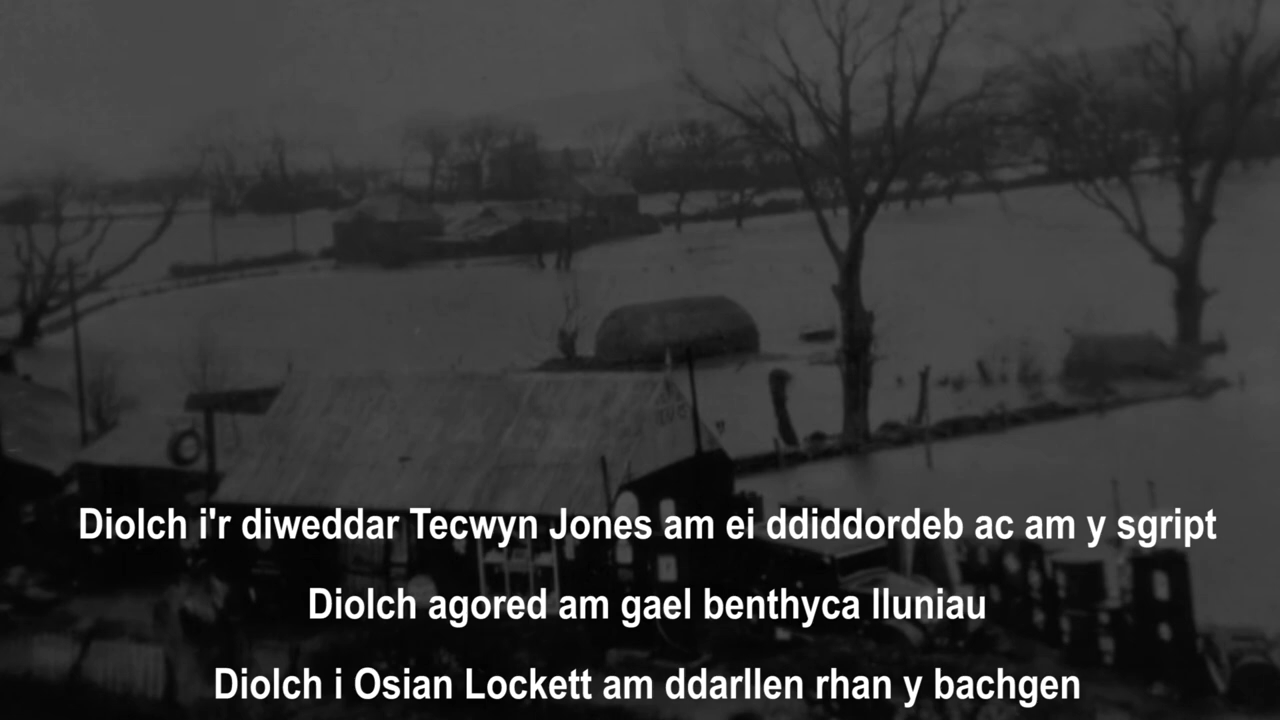 Diolch i'r diweddar Tecwyn Jones am ei ddiddordeb ac am y sgript
Diolch agored am gael benthyca lluniau
Diolch i Osian Lockett am ddarllen rhan y bachgen